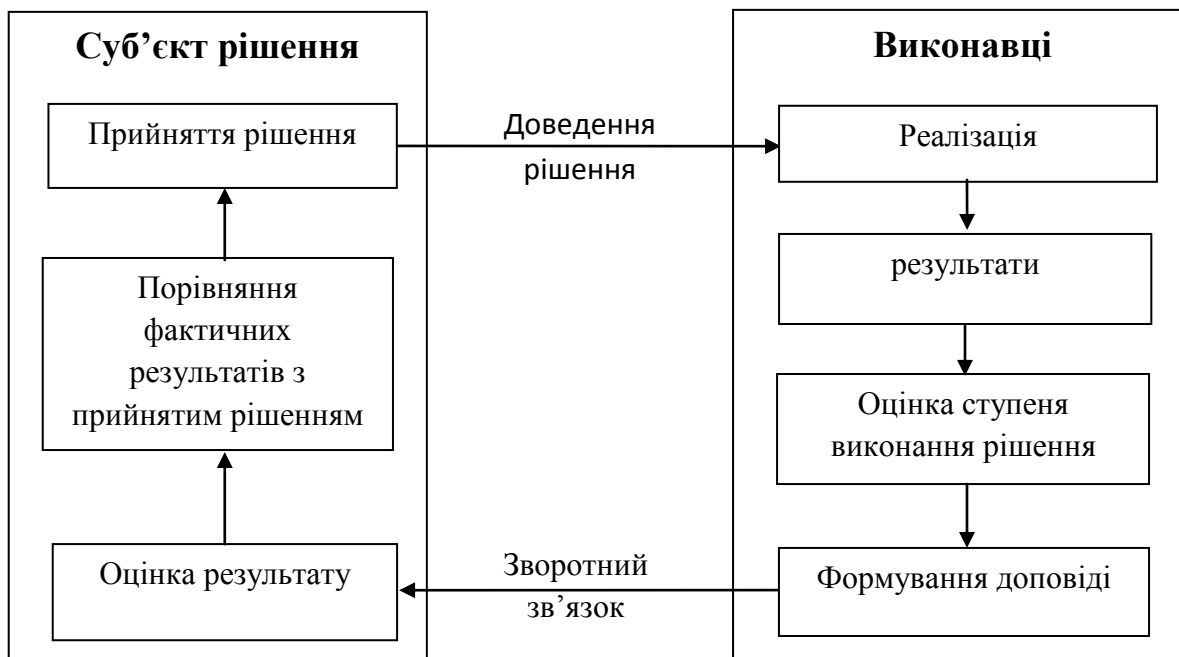 Суб’єкт рішення
Прийняття рішення
Порівняння
фактичних
результатів з
прийнятим рішенням
Оцінка результату
Доведення
рішення
Зворотний
зв’язок
Виконавці
Реалізація
результати
Оцінка ступеня
виконання рішення
Формування доповіді